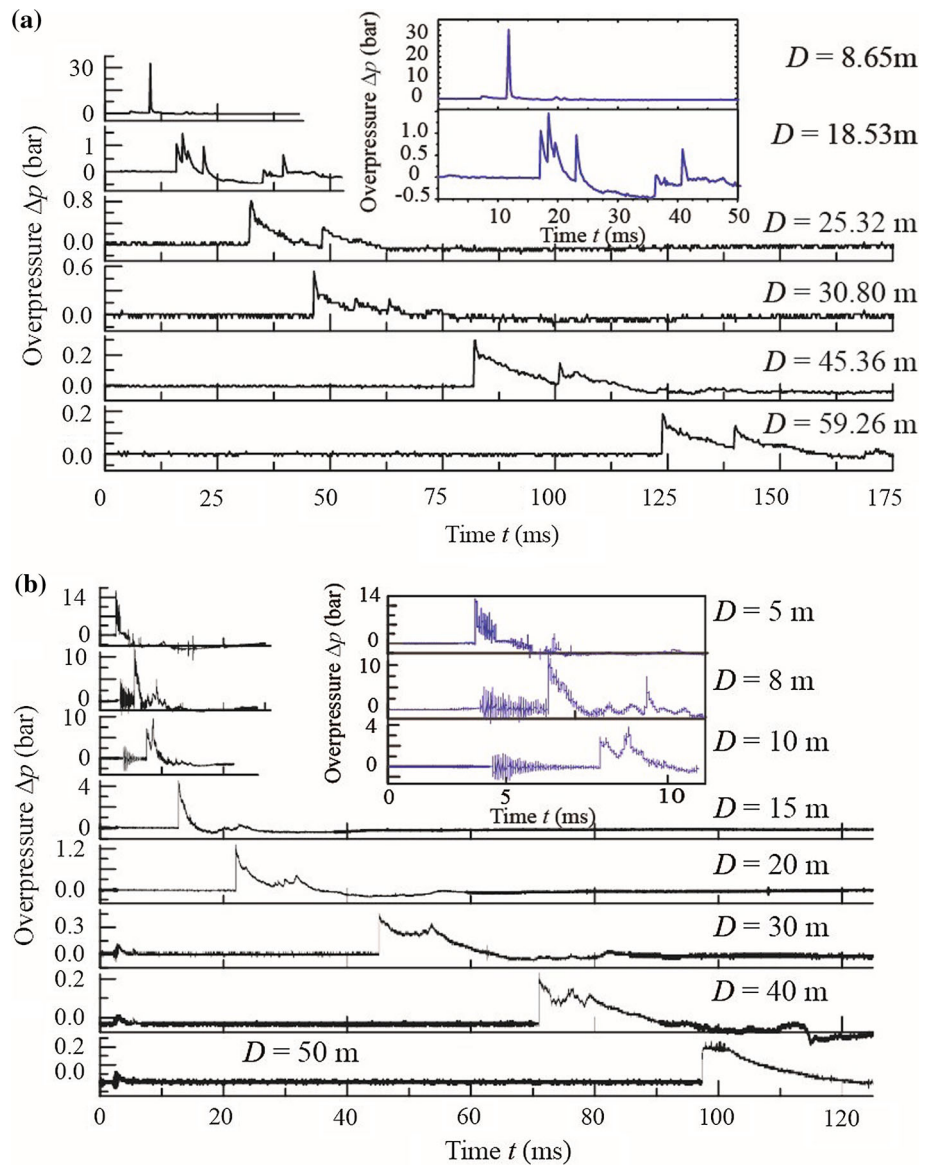 (a)
Overpressure Δp (bar)
30
0
1
0
0.8
0.0
0.6
0.0
0.2
0.0
0.2
0.0
Overpressure Δp (bar)
30
20
10
0
1.0
0.5
0.0
-0.5
10 20 30 40 50
Time t (ms)
D = 8.65m
D = 18.53m
D = 25.32 m
D = 30.80 m
D = 45.36 m
D = 59.26 m
0 25 50 75 100 125 150 175
Time t (ms)
(b)
Overpressure Δp (bar)
14
0
10
0
10
0
4
0
1.2
0.0
0.3
0.0
0.2
0.0
0.2
0.0
Overpressure Δp (bar)
14
0
10
0
4
0
0 5 10
Time t (ms)
D = 5 m
D = 8 m
D = 10 m
D = 15 m
D = 20 m
D = 30 m
D = 40 m
D = 50 m
0 20 40 60 80 100 120
Time t (ms)